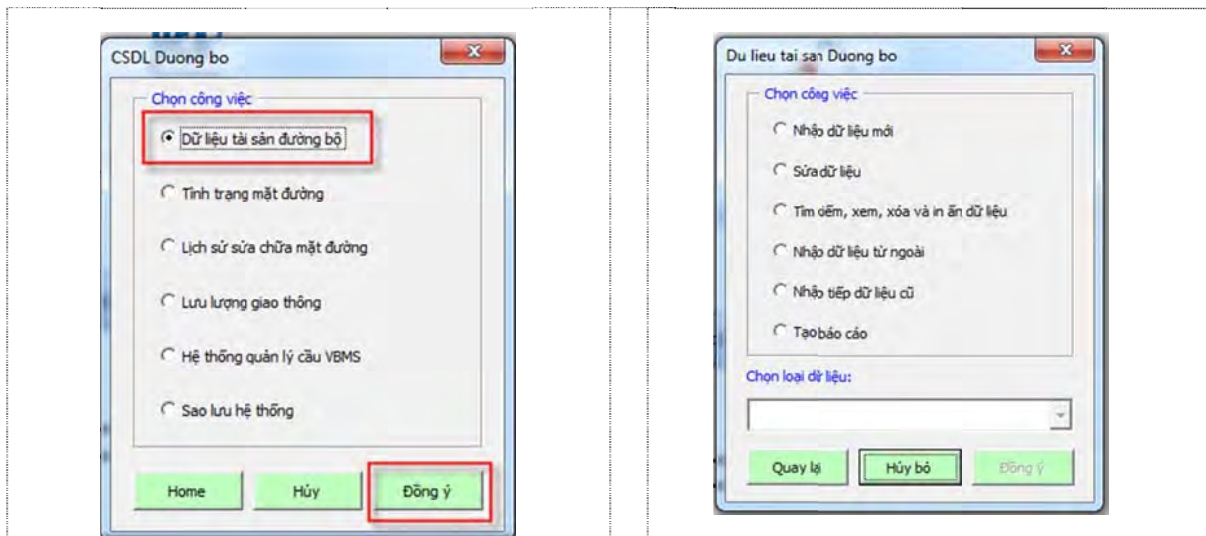 CSDL Duong bo
Chọn công việc
Dữ liệu tài sản đường bộ
Tình trạng mặt đường
Lịch sử sửa chữa mặt đường
Lưu lượng giao thông
Hệ thống quản lý cầu VBMS
Sao lưu hệ thống
Home
Hủy
Đồng ý
Du lieu tai san Duong bo
Chọn công việc
Nhập dữ liệu mới
Sửa dữ liệu
Tìm đếm, xem, xóa và in ấn dữ liệu
Nhập dữ liệu từ ngoài
Nhập tiếp dữ liệu cũ
Tạo báo cáo
Chọn loại dữ liệu:
Quay lại
Hủy bỏ
Đồng ý